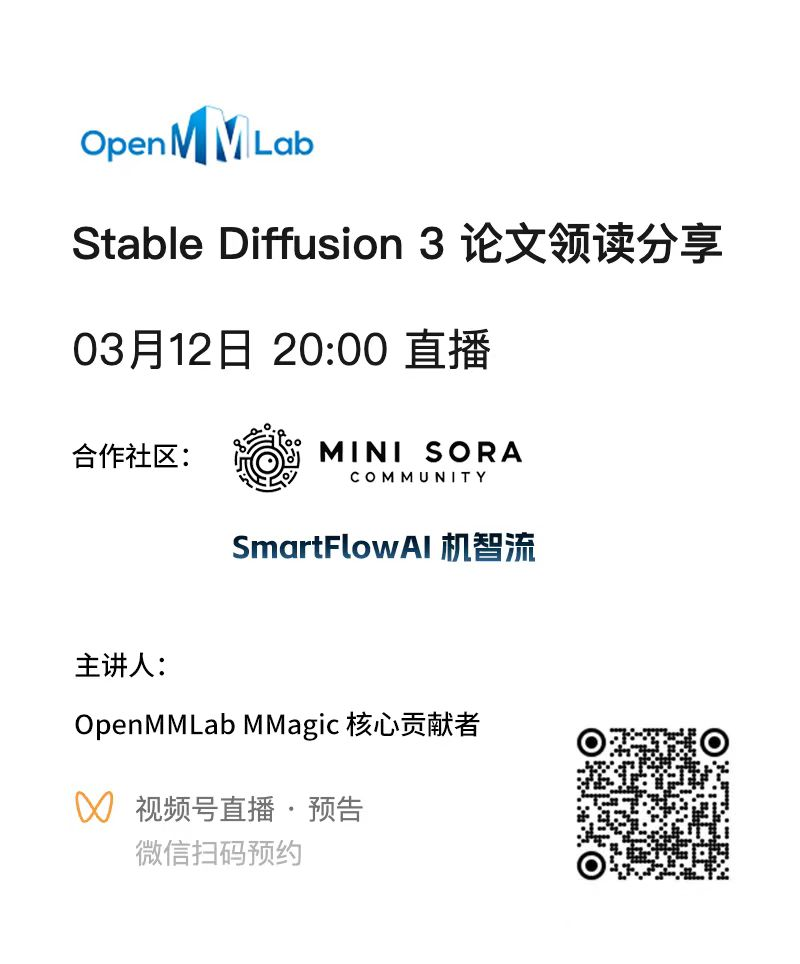 OpenMMLab
Stable Diffusion 3 论文领读分享
03月12日 20:00 直播
合作社区：
MINI SORA
COMMUNITY
SmartFlowAI 机智流
主讲人：
OpenMMLab MMagic 核心贡献者
视频号直播 · 预告
微信扫码预约